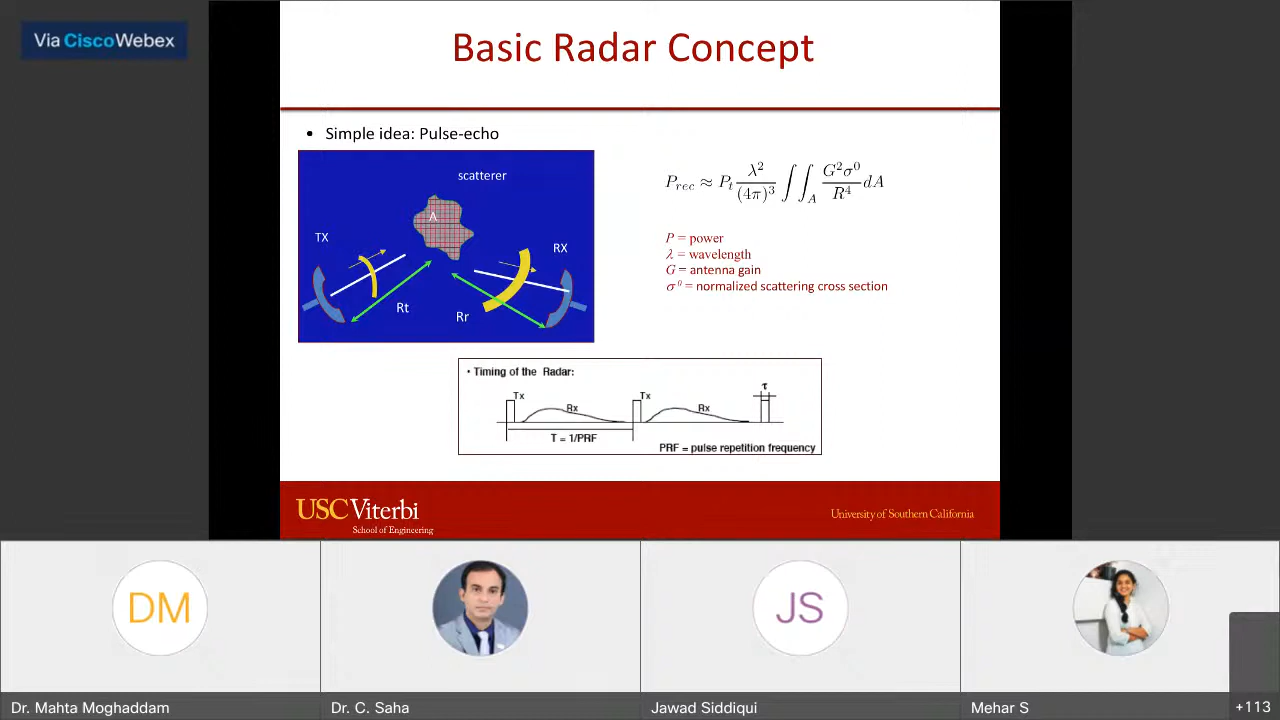 Via Cisco Webex
Basic Radar Concept
• Simple idea: Pulse-echo
scatterer
A
TX
RX
Rt
Rr
P_rec ≈ P_t λ²/(4π)³ ∫∫_A G²σ⁰/R⁴ dA
P = power
λ = wavelength
G = antenna gain
σ⁰ = normalized scattering cross section
• Timing of the Radar:
Tx
Rx
Tx
Rx
τ
T = 1/PRF
PRF = pulse repetition frequency
USC Viterbi
School of Engineering
University of Southern California
DM
JS
Dr. Mahta Moghaddam
Dr. C. Saha
Jawad Siddiqui
Mehar S
+113